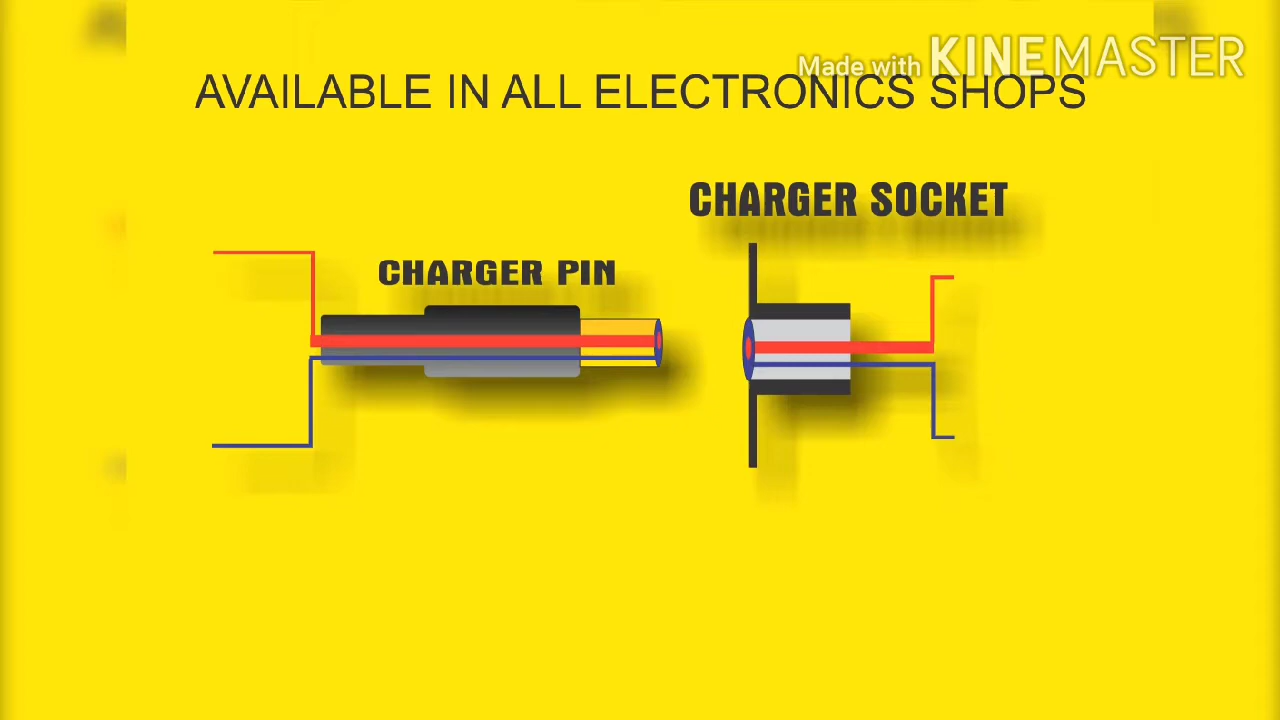 Made with KINEMASTER
AVAILABLE IN ALL ELECTRONICS SHOPS
CHARGER SOCKET
CHARGER PIN